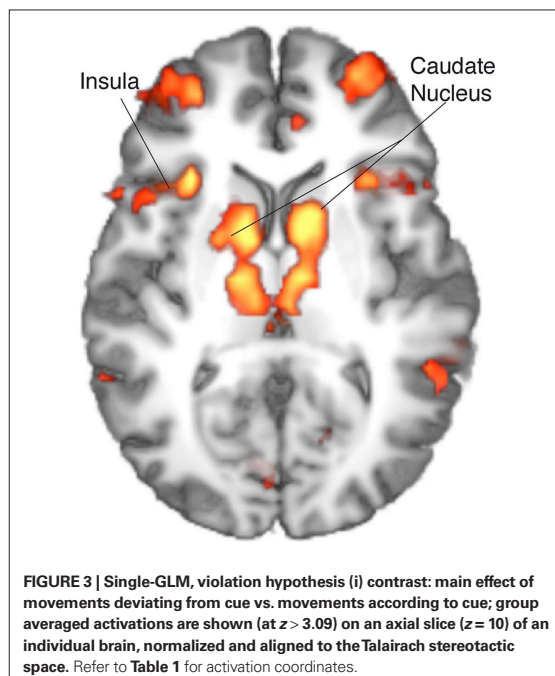 Insula
Caudate
Nucleus
FIGURE 3 | Single-GLM, violation hypothesis (i) contrast: main effect of
movements deviating from cue vs. movements according to cue; group
averaged activations are shown (at z > 3.09) on an axial slice (z = 10) of an
individual brain, normalized and aligned to the Talairach stereotactic
space. Refer to Table 1 for activation coordinates.